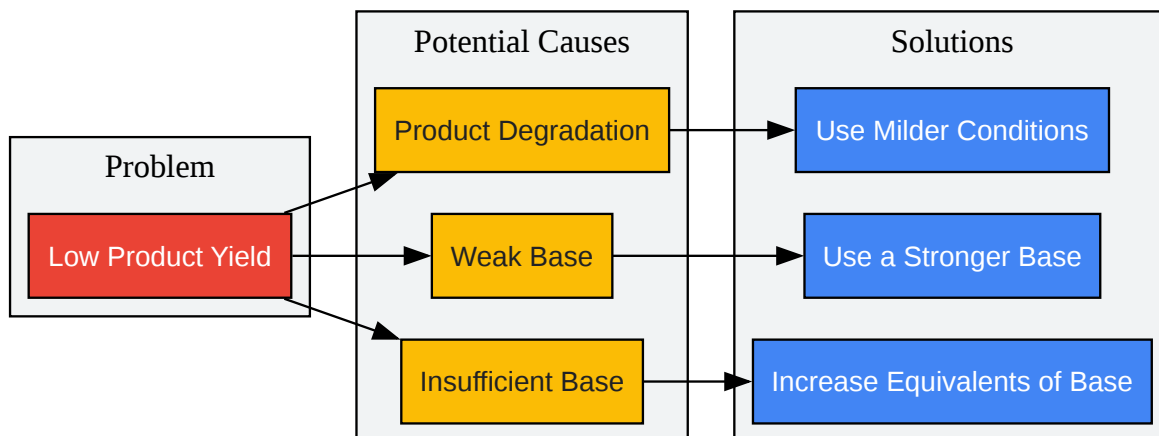 Problem
Low Product Yield
Potential Causes
Product Degradation
Weak Base
Insufficient Base
Solutions
Use Milder Conditions
Use a Stronger Base
Increase Equivalents of Base